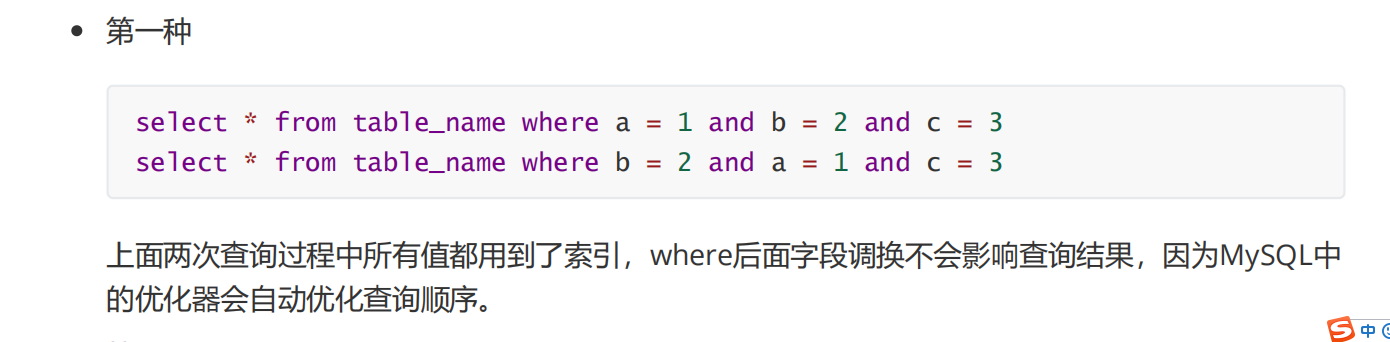 第一种
select * from table_name where a = 1 and b = 2 and c = 3
select * from table_name where b = 2 and a = 1 and c = 3
上面两次查询过程中所有值都用到了索引，where后面字段调换不会影响查询结果，因为MySQL中
的优化器会自动优化查询顺序。
S 中